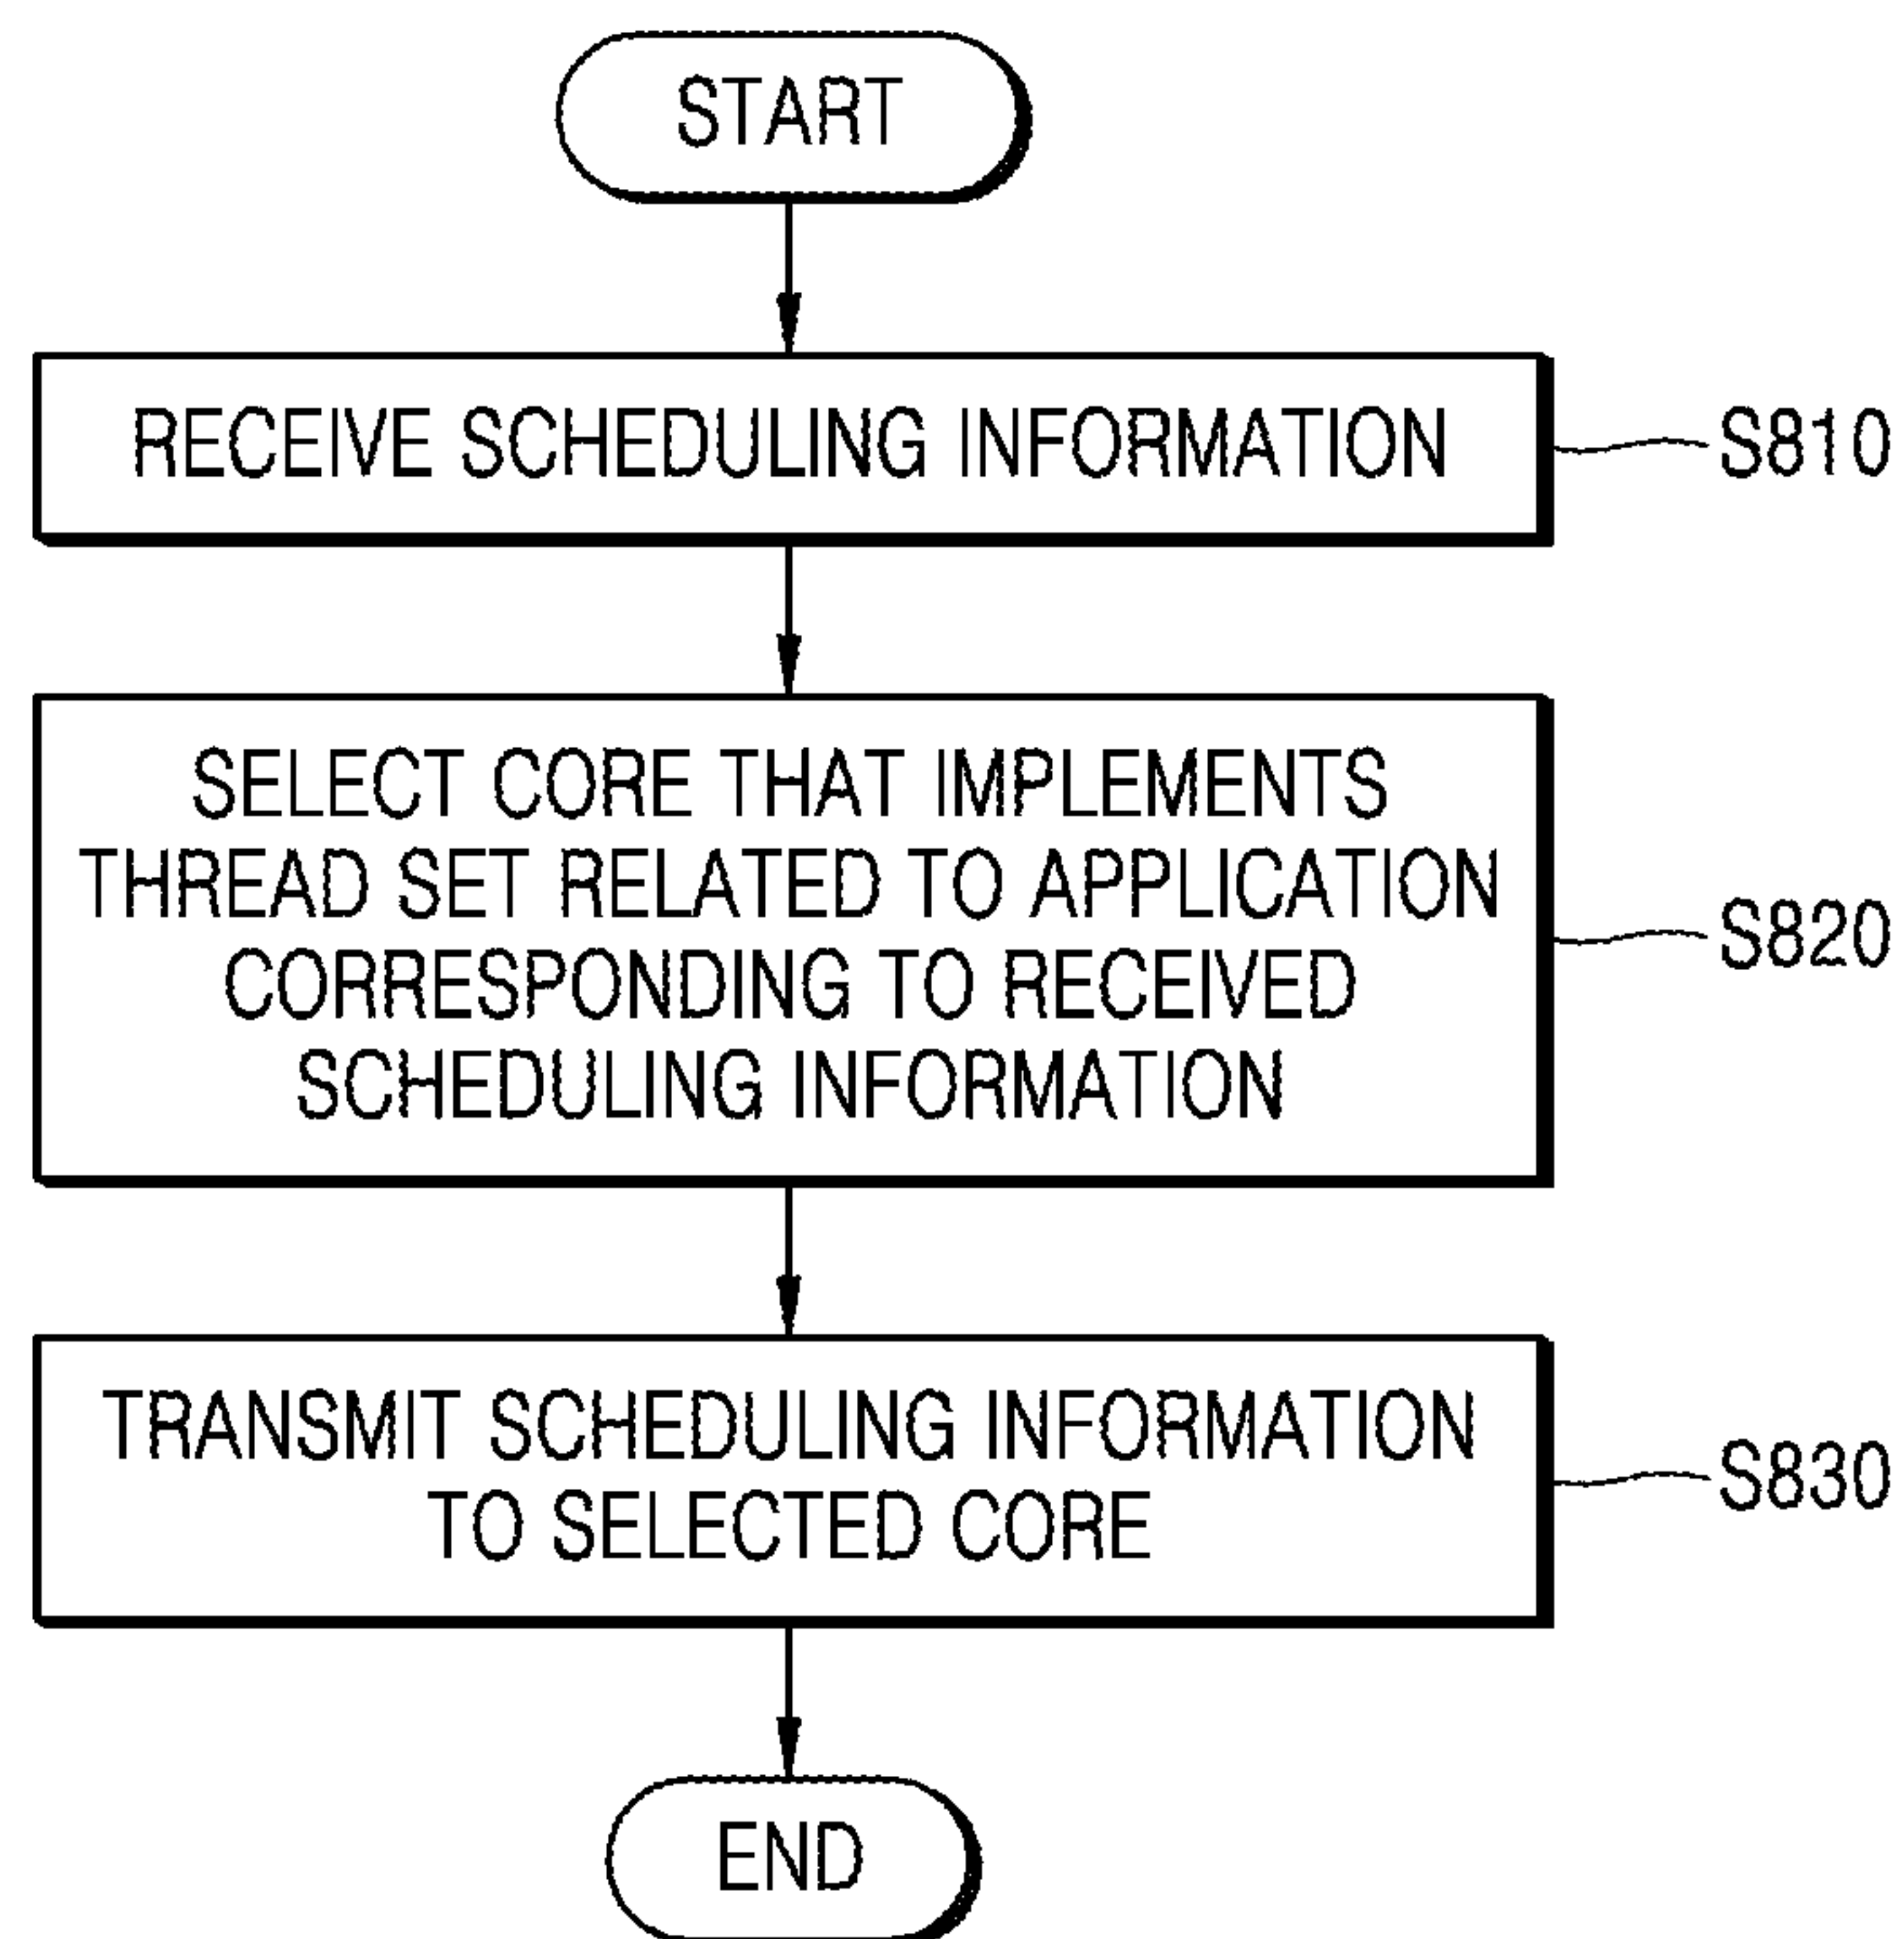 START
RECEIVE SCHEDULING INFORMATION
S810
SELECT CORE THAT IMPLEMENTS
THREAD SET RELATED TO APPLICATION
CORRESPONDING TO RECEIVED
SCHEDULING INFORMATION
S820
TRANSMIT SCHEDULING INFORMATION
TO SELECTED CORE
S830
END